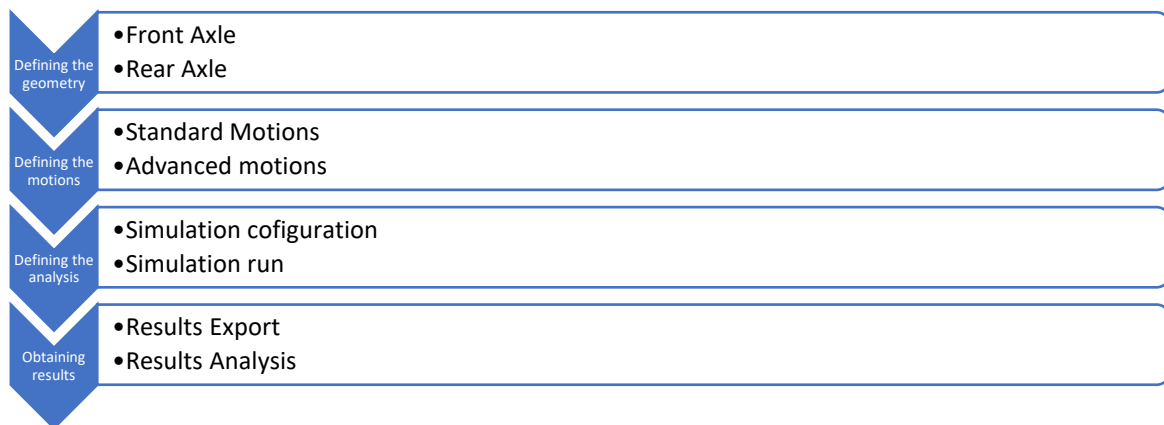 Defining the
geometry
•Front Axle
•Rear Axle
Defining the
motions
•Standard Motions
•Advanced motions
Defining the
analysis
•Simulation cofiguration
•Simulation run
Obtaining
results
•Results Export
•Results Analysis